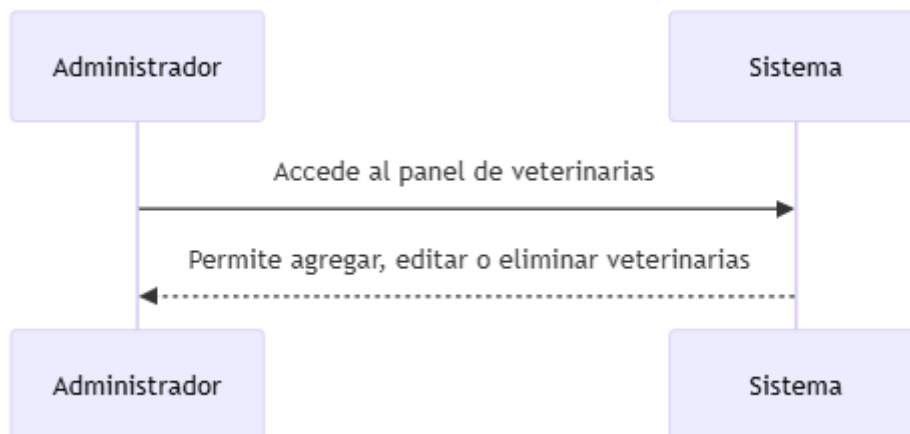 Administrador
Sistema
Accede al panel de veterinarias
Permite agregar, editar o eliminar veterinarias
Administrador
Sistema